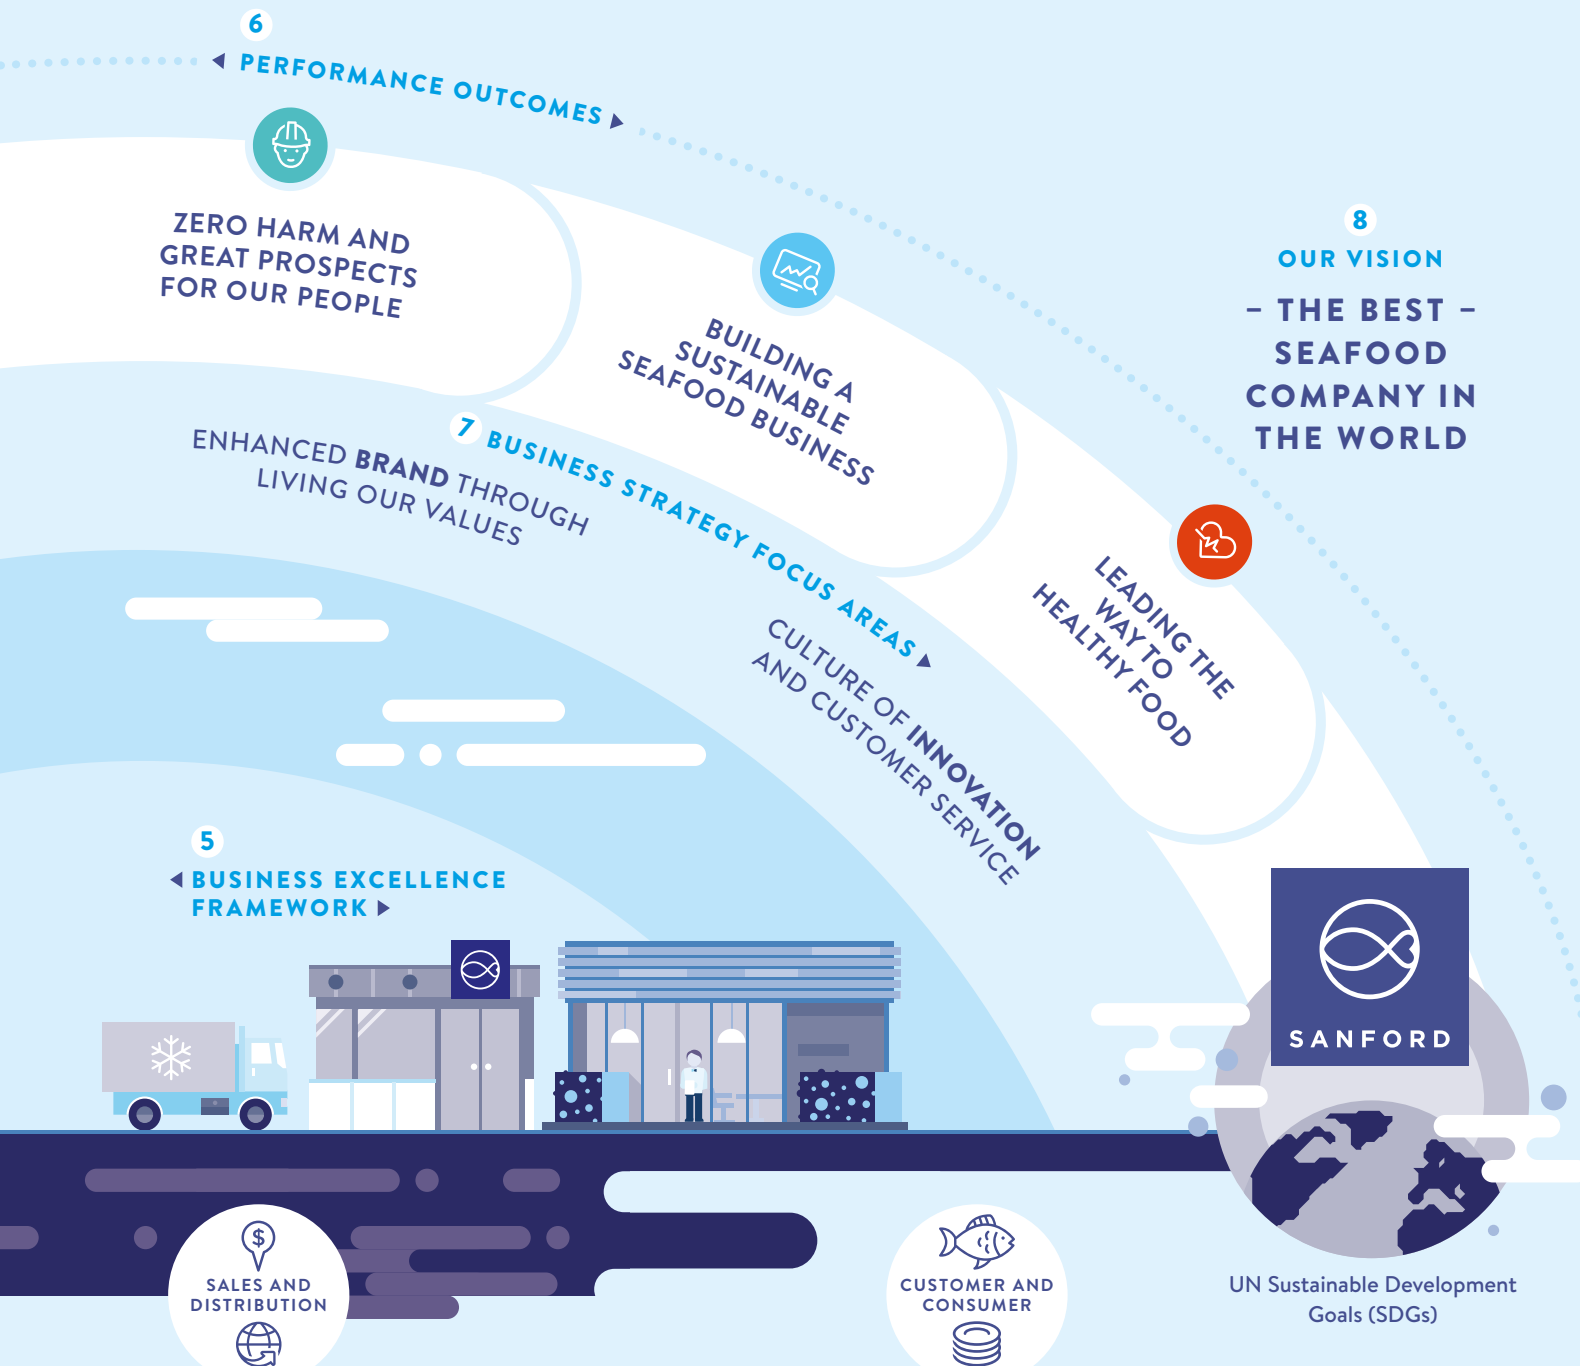 6
PERFORMANCE OUTCOMES
ZERO HARM AND
GREAT PROSPECTS
FOR OUR PEOPLE
BUILDING A
SUSTAINABLE
SEAFOOD BUSINESS
LEADING THE
WAY TO
HEALTHY FOOD
8
OUR VISION
– THE BEST –
SEAFOOD
COMPANY IN
THE WORLD
7 BUSINESS STRATEGY FOCUS AREAS
ENHANCED BRAND THROUGH
LIVING OUR VALUES
CULTURE OF INNOVATION
AND CUSTOMER SERVICE
5
BUSINESS EXCELLENCE
FRAMEWORK
SANFORD
$
SALES AND
DISTRIBUTION
CUSTOMER AND
CONSUMER
UN Sustainable Development
Goals (SDGs)